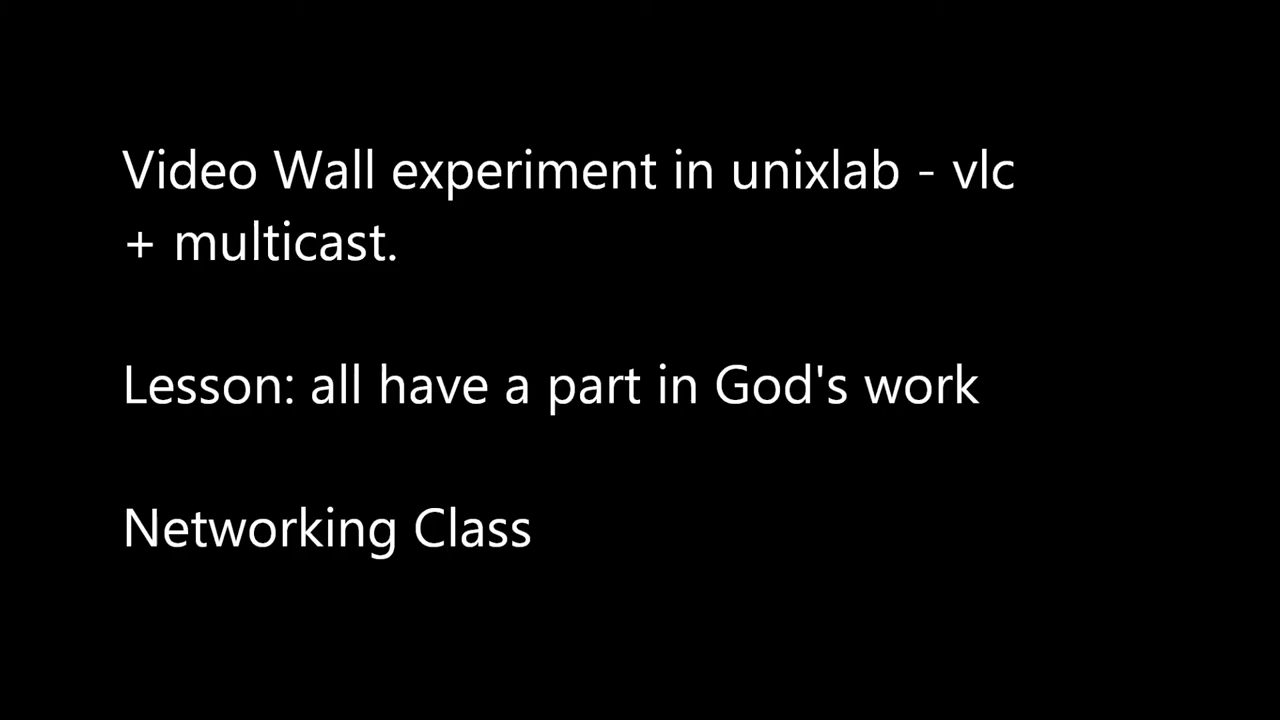 Video Wall experiment in unixlab - vlc
+ multicast.
Lesson: all have a part in God's work
Networking Class